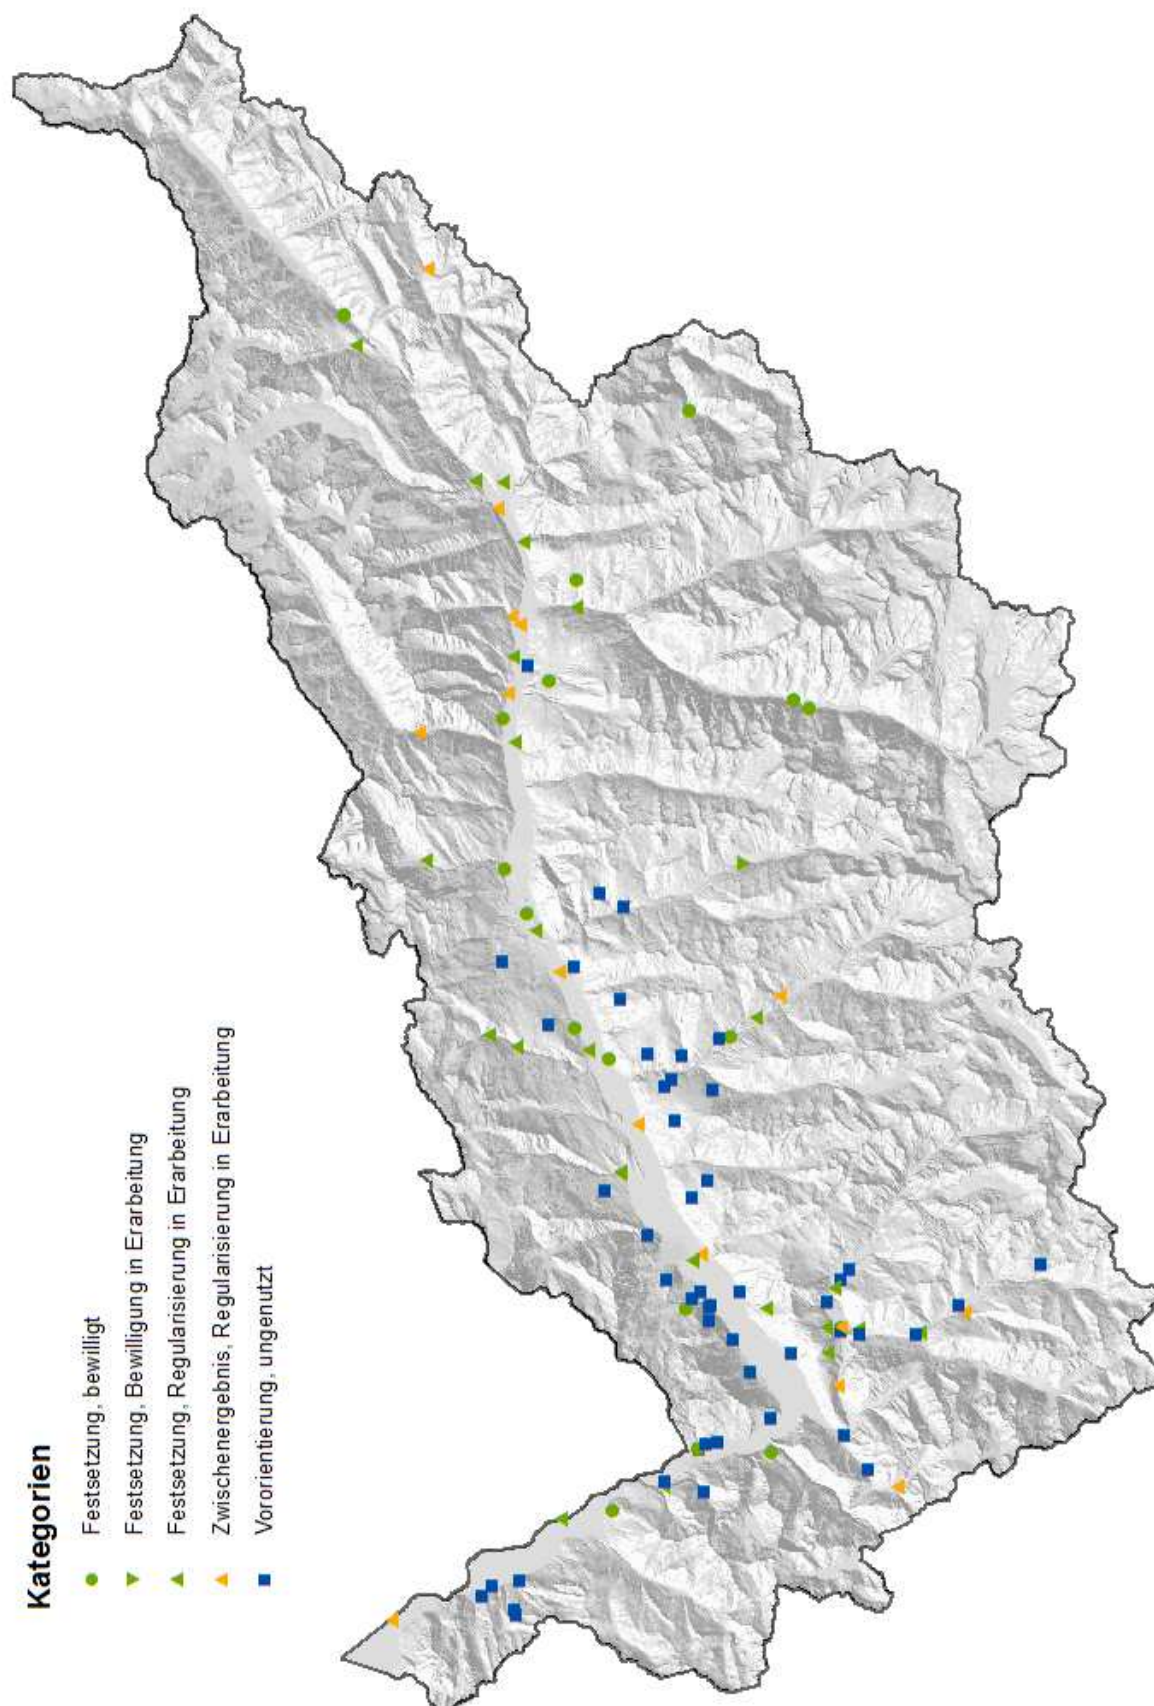 Kategorien
Festsetzung, bewilligt
Festsetzung, Bewilligung in Erarbeitung
Festsetzung, Regularisierung in Erarbeitung
Zwischenergebnis, Regularisierung in Erarbeitung
Vororientierung, ungenutzt